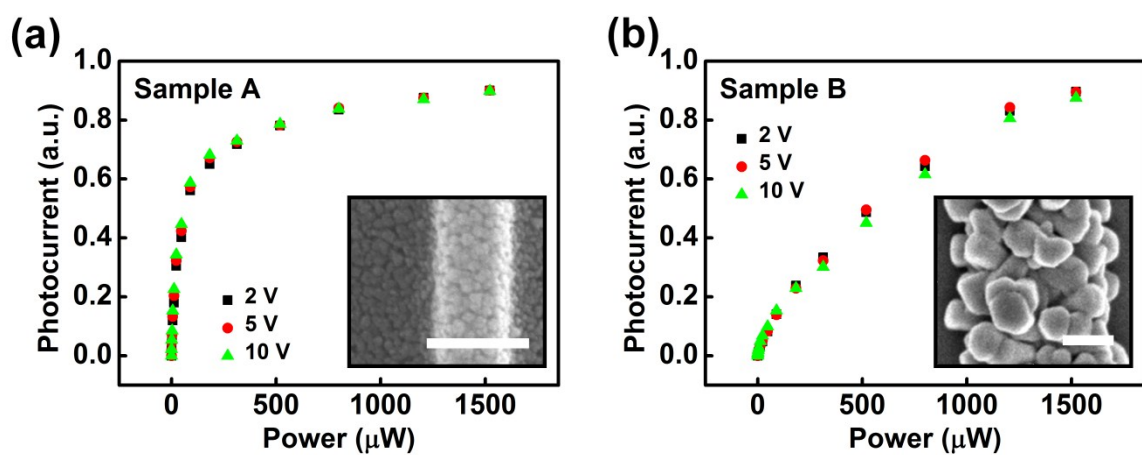 (a)
1.0
0.8
0.6
0.4
0.2
0.0
Photocurrent (a.u.)
Sample A
2 V
5 V
10 V
0 500 1000 1500
Power (μW)
(b)
1.0
0.8
0.6
0.4
0.2
0.0
Photocurrent (a.u.)
Sample B
2 V
5 V
10 V
0 500 1000 1500
Power (μW)